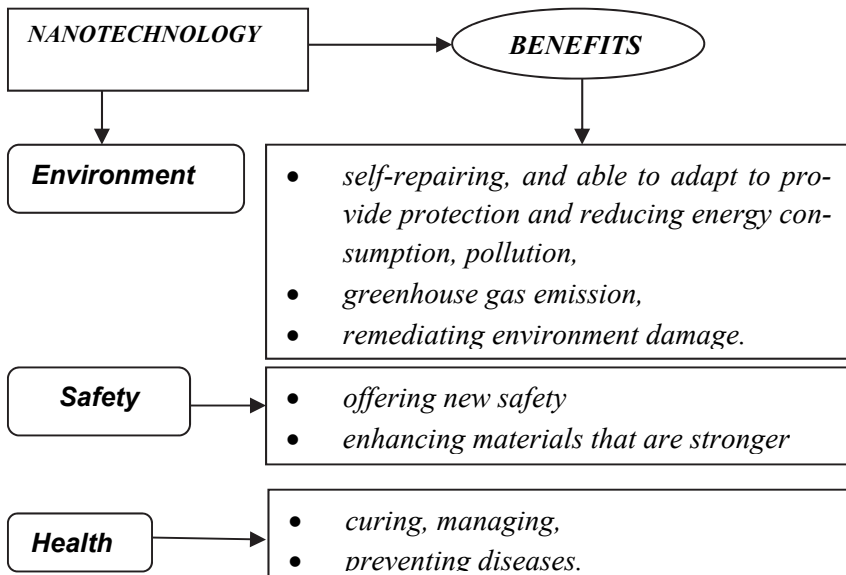 NANOTECHNOLOGY
BENEFITS
Environment
• self-repairing, and able to adapt to pro-
vide protection and reducing energy con-
sumption, pollution,
• greenhouse gas emission,
• remediating environment damage.
Safety
• offering new safety
• enhancing materials that are stronger
Health
• curing, managing,
• preventing diseases.